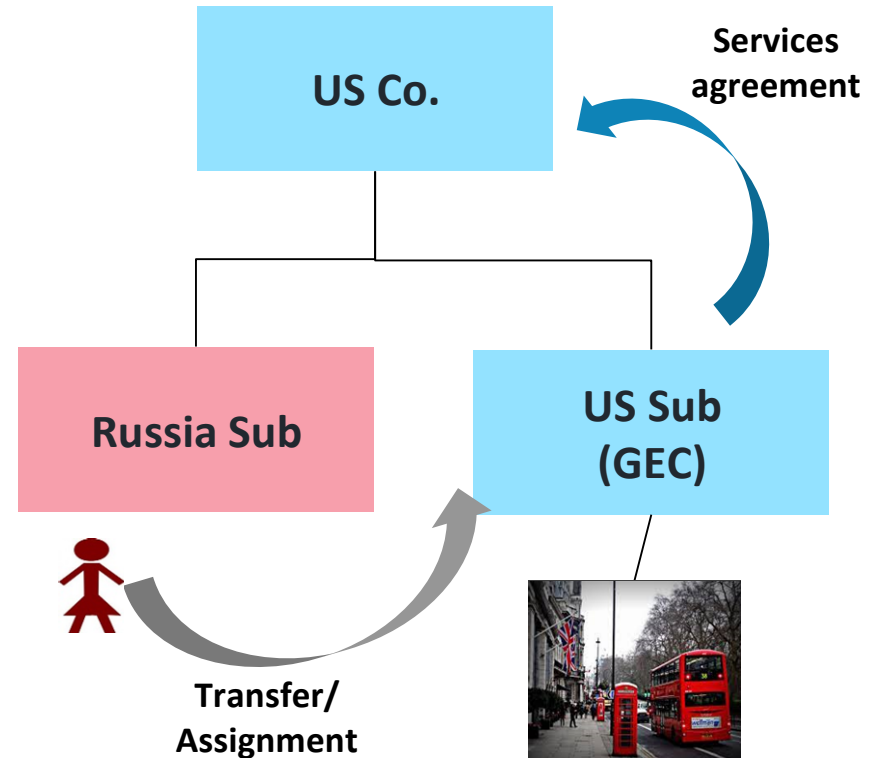 US Co.
Services
agreement
Russia Sub
US Sub
(GEC)
Transfer/
Assignment